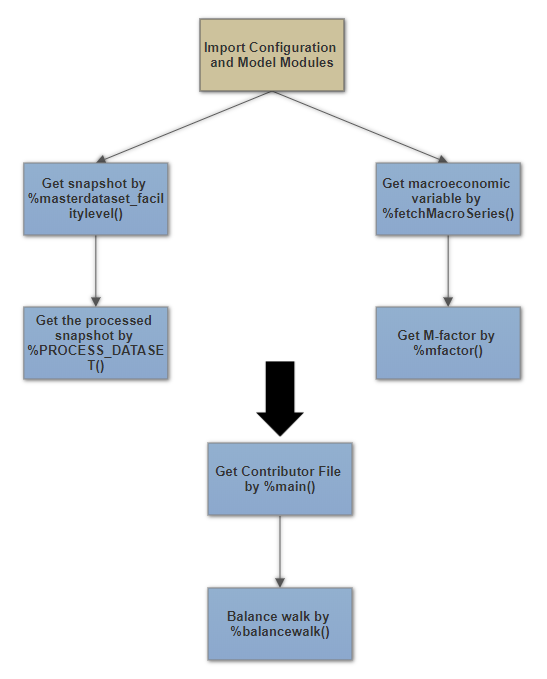 Import Configuration
and Model Modules
Get snapshot by
%masterdataset_facil
itylevel()
Get macroeconomic
variable by
%fetchMacroSeries()
Get the processed
snapshot by
%PROCESS_DATASE
T()
Get M-factor by
%mfactor()
Get Contributor File
by %main()
Balance walk by
%balancewalk()